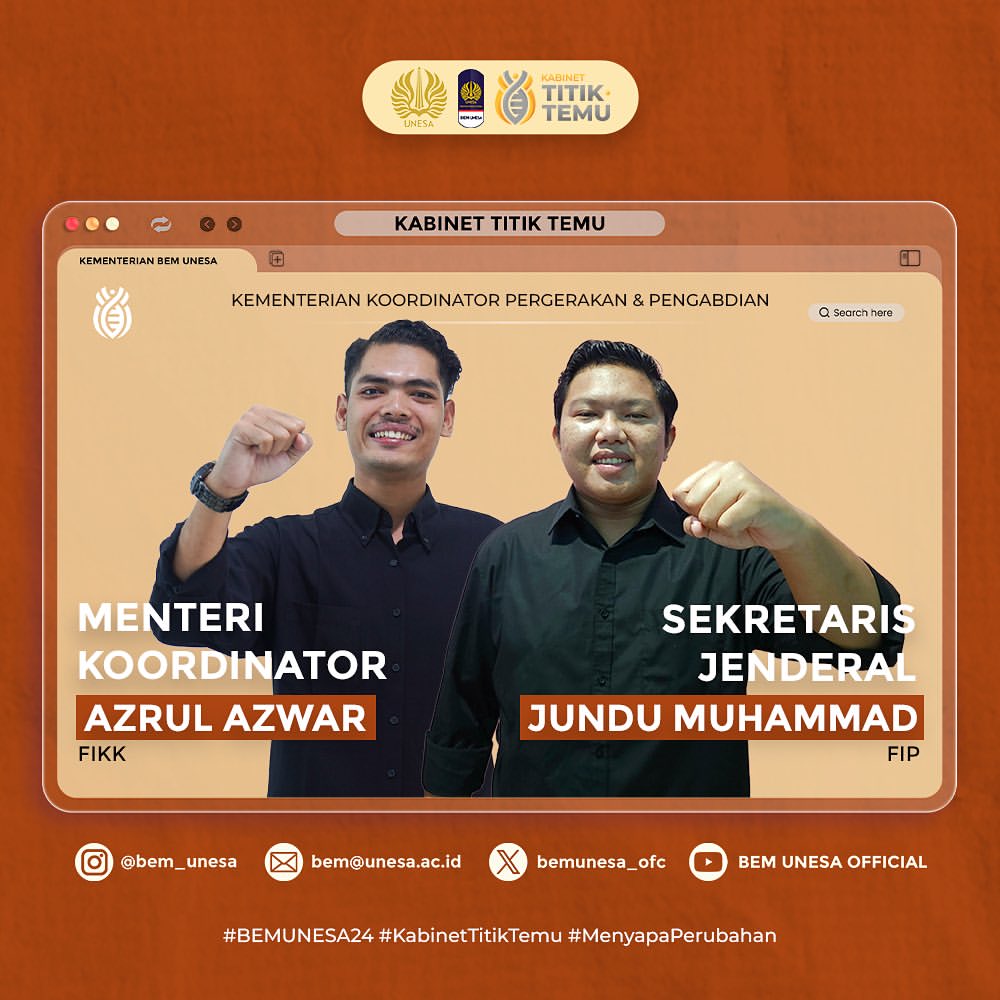 UNESA
UNESA
BEM UNESA
KABINET
TITIK
TEMU
KABINET TITIK TEMU
KEMENTERIAN BEM UNESA
KEMENTERIAN KOORDINATOR PERGERAKAN & PENGABDIAN
Search here
MENTERI
KOORDINATOR
AZRUL AZWAR
FIKK
SEKRETARIS
JENDERAL
JUNDU MUHAMMAD
FIP
@bem_unesa
bem@unesa.ac.id
bemunesa_ofc
BEM UNESA OFFICIAL
#BEMUNESA24 #KabinetTitikTemu #MenyapaPerubahan